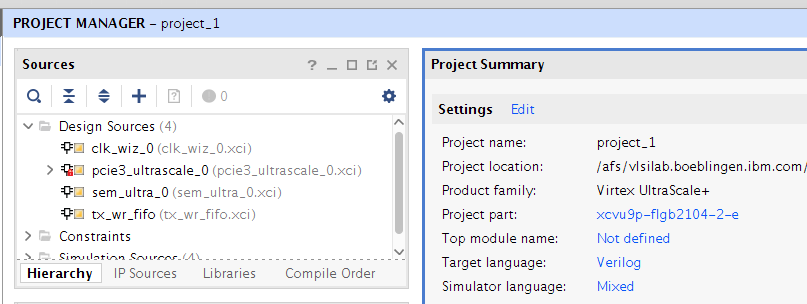 PROJECT MANAGER - project_1
Sources
? _
0
Design Sources (4)
clk_wiz_0 (clk_wiz_0.xci)
pcie3_ultrascale_0 (pcie3_ultrascale_0.xci)
sem_ultra_0 (sem_ultra_0.xci)
tx_wr_fifo (tx_wr_fifo.xci)
Constraints
Simulation Sources (4)
Hierarchy IP Sources Libraries Compile Order
Project Summary
Settings Edit
Project name: project_1
Project location: /afs/vlsilab.boeblingen.ibm.com/
Product family: Virtex UltraScale+
Project part: xcvu9p-flgb2104-2-e
Top module name: Not defined
Target language: Verilog
Simulator language: Mixed